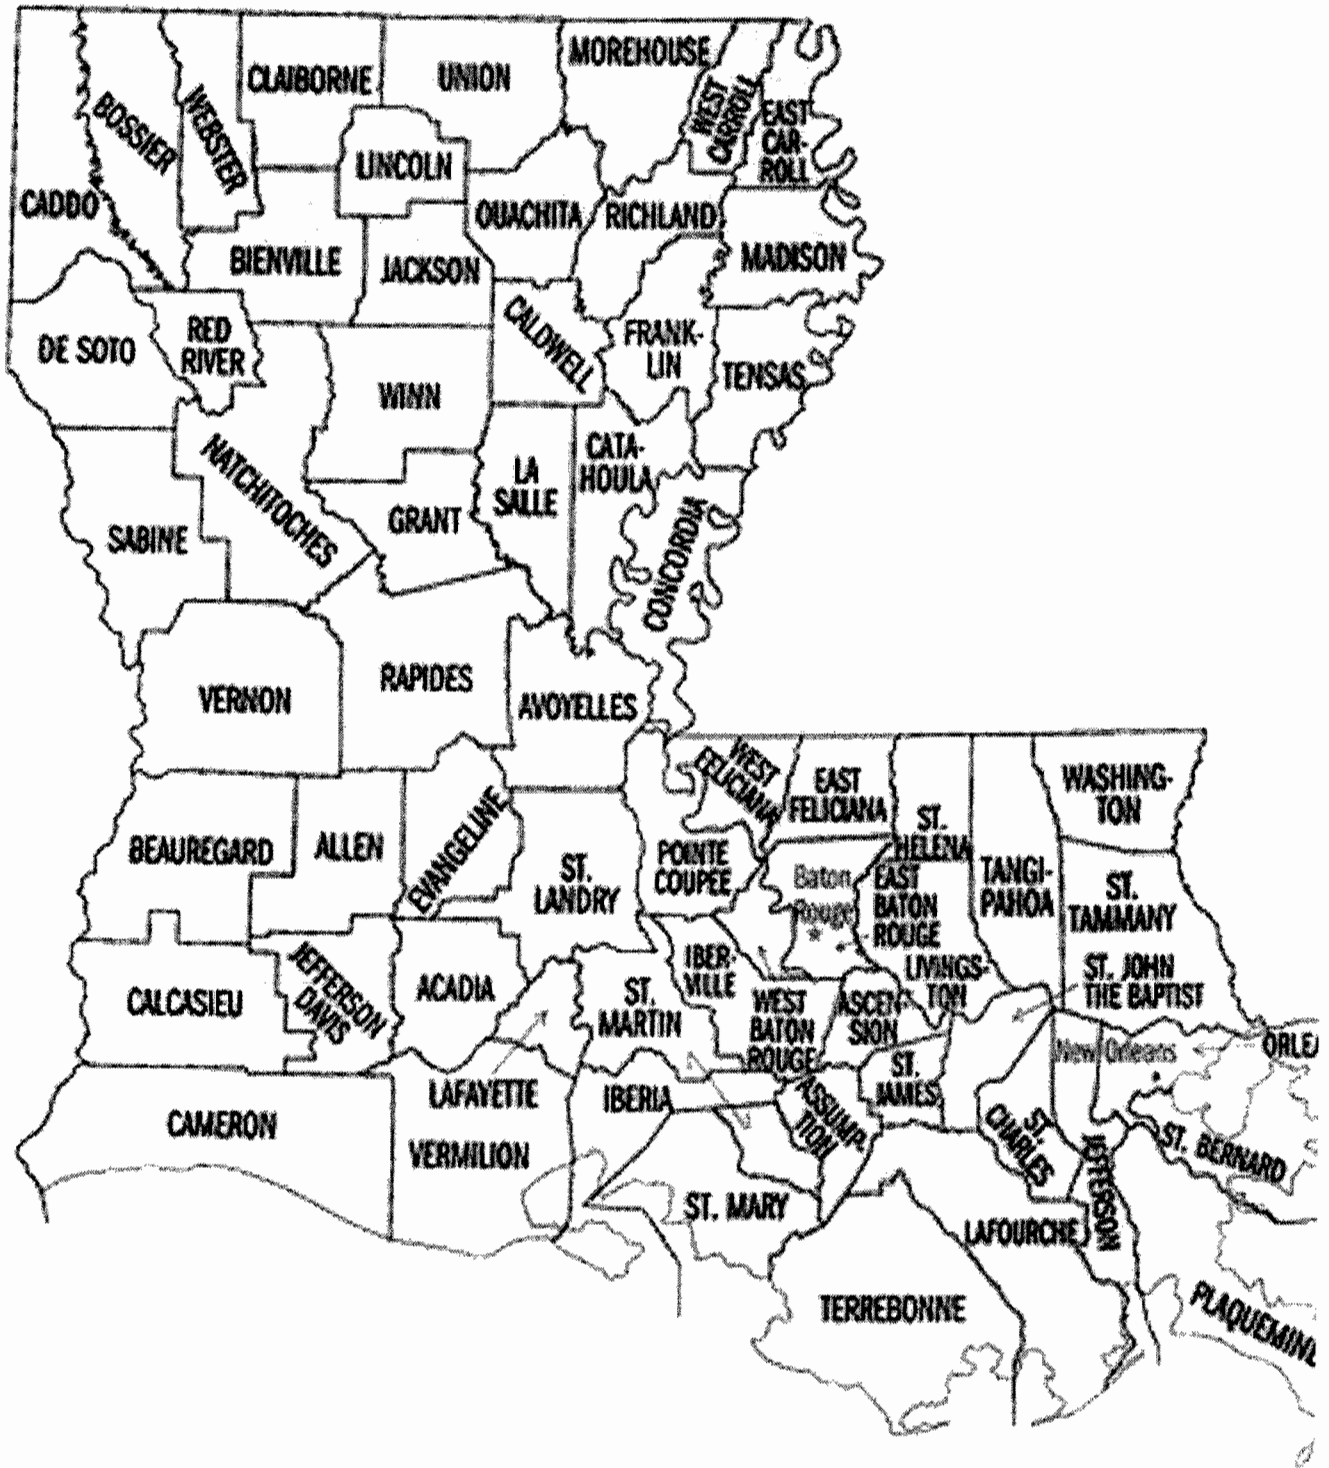 MOREHOUSE
CLAIBORNE
UNION
WEST
CARROLL
BOSSIER
WEBSTER
EAST
CAR-
ROLL
LINCOLN
CADDO
OUACHITA
RICHLAND
BIENVILLE
JACKSON
MADISON
RED
RIVER
DE SOTO
CALDWELL
FRANK-
LIN
TENSAS
WINN
NATCHITOCHES
LA
SALLE
CATA-
HOULA
SABINE
GRANT
CONCORDIA
VERNON
RAPIDES
AVOYELLES
WEST
FELICIANA
EAST
FELICIANA
WASHING-
TON
BEAUREGARD
ALLEN
EVANGELINE
ST.
LANDRY
POINTE
COUPEE
ST.
HELENA
Baton
Rouge
EAST
BATON
ROUGE
TANGI-
PAHOA
ST.
TAMMANY
CALCASIEU
JEFFERSON
DAVIS
ACADIA
ST.
MARTIN
IBER-
VILLE
WEST
BATON
ROUGE
ASCEN-
SION
LIVINGS-
TON
ST. JOHN
THE BAPTIST
New Orleans
ORLEA
CAMERON
LAFAYETTE
IBERIA
ASSUMP-
TION
ST.
JAMES
ST.
CHARLES
JEFFERSON
ST. BERNARD
VERMILION
ST. MARY
LAFOURCHE
TERREBONNE
PLAQUEMINE